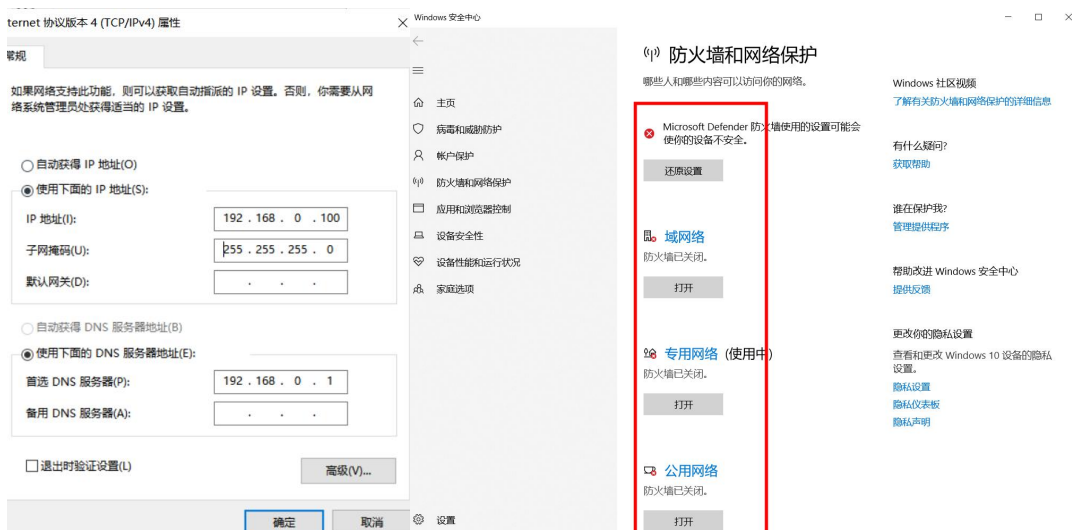 ternet 协议版本 4 (TCP/IPv4) 属性
常规
如果网络支持此功能，则可以获取自动指派的 IP 设置。否则，你需要从网
络系统管理员处获得适当的 IP 设置。
自动获得 IP 地址(O)
使用下面的 IP 地址(S):
IP 地址(I):
192 . 168 . 0 . 100
子网掩码(U):
255 . 255 . 255 . 0
默认网关(D):
. . .
自动获得 DNS 服务器地址(B)
使用下面的 DNS 服务器地址(E):
首选 DNS 服务器(P):
192 . 168 . 0 . 1
备用 DNS 服务器(A):
. . .
退出时验证设置(L)
高级(V)...
确定
取消
Windows 安全中心
主页
病毒和威胁防护
帐户保护
防火墙和网络保护
应用和浏览器控制
设备安全性
设备性能和运行状况
家庭选项
设置
防火墙和网络保护
哪些人和哪些内容可以访问你的网络。
Microsoft Defender 防火墙使用的设置可能会
使你的设备不安全。
还原设置
域网络
防火墙已关闭。
打开
专用网络 (使用中)
防火墙已关闭。
打开
公用网络
防火墙已关闭。
打开
Windows 社区视频
了解有关防火墙和网络保护的详细信息
有什么疑问?
获取帮助
谁在保护我?
管理提供程序
帮助改进 Windows 安全中心
提供反馈
更改你的隐私设置
查看和更改 Windows 10 设备的隐私
设置。
隐私设置
隐私仪表板
隐私声明